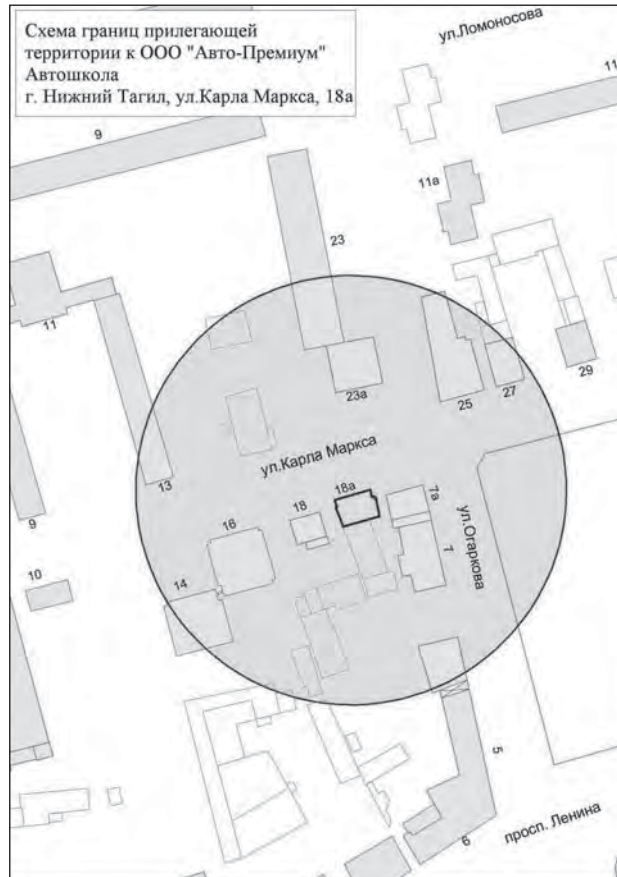 Схема границ прилегающей
территории к ООО "Авто-Премиум"
Автошкола
г. Нижний Тагил, ул.Карла Маркса, 18а
ул.Ломоносова
11
9
11а
23
11
29
27
25
23а
ул.Карла Маркса
13
18а
7а
18
16
ул.Огаркова
7
9
10
14
5
просп. Ленина
6